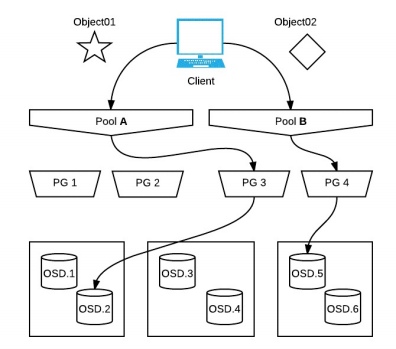 Object01
Object02
Client
Pool A
Pool B
PG 1
PG 2
PG 3
PG 4
OSD.1
OSD.2
OSD.3
OSD.4
OSD.5
OSD.6